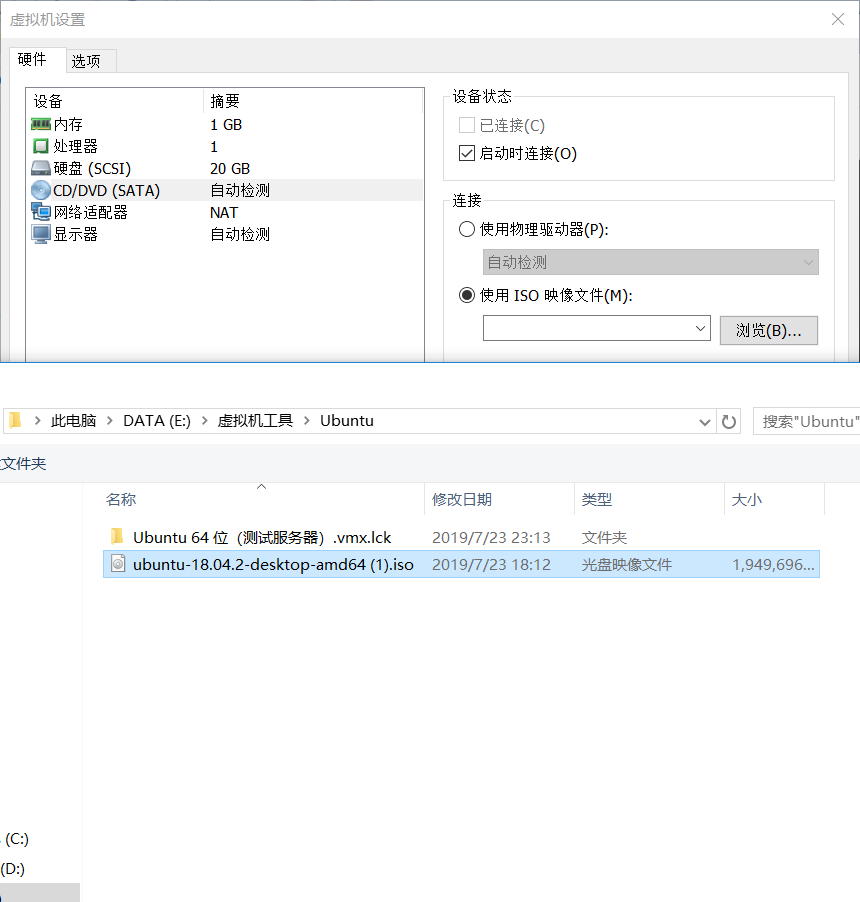 虚拟机设置
硬件 选项
设备 摘要
内存 1 GB
处理器 1
硬盘 (SCSI) 20 GB
CD/DVD (SATA) 自动检测
网络适配器 NAT
显示器 自动检测
设备状态
已连接(C)
启动时连接(O)
连接
使用物理驱动器(P):
自动检测
使用 ISO 映像文件(M):
浏览(B)...
此电脑 > DATA (E:) > 虚拟机工具 > Ubuntu
搜索"Ubuntu"
文件夹
名称 修改日期 类型 大小
Ubuntu 64 位（测试服务器）.vmx.lck 2019/7/23 23:13 文件夹
ubuntu-18.04.2-desktop-amd64 (1).iso 2019/7/23 18:12 光盘映像文件 1,949,696...
(C:)
(D:)